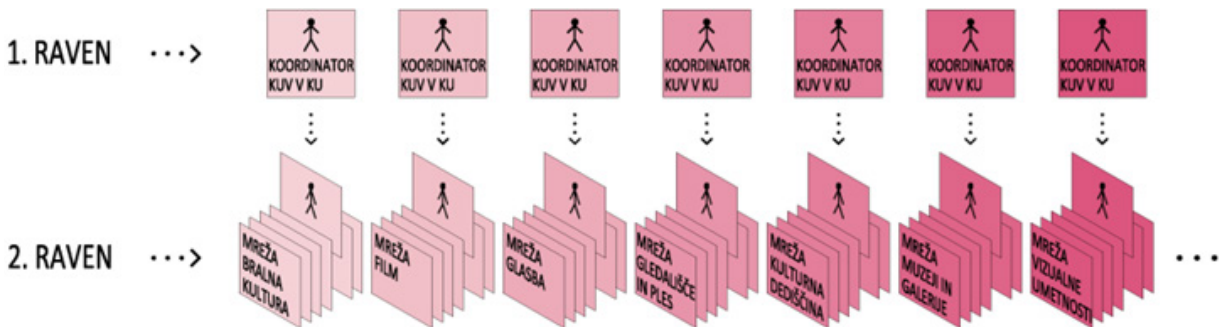 1. RAVEN
KOORDINATOR
KUV V KU
KOORDINATOR
KUV V KU
KOORDINATOR
KUV V KU
KOORDINATOR
KUV V KU
KOORDINATOR
KUV V KU
KOORDINATOR
KUV V KU
KOORDINATOR
KUV V KU
2. RAVEN
MREŽA
BRALNA
KULTURA
MREŽA
FILM
MREŽA
GLASBA
MREŽA
GLEDALIŠČE
IN PLES
MREŽA
KULTURNA
DEDIŠČINA
MREŽA
MUZEJI IN
GALERIJE
MREŽA
VIZUALNE
UMETNOSTI
...